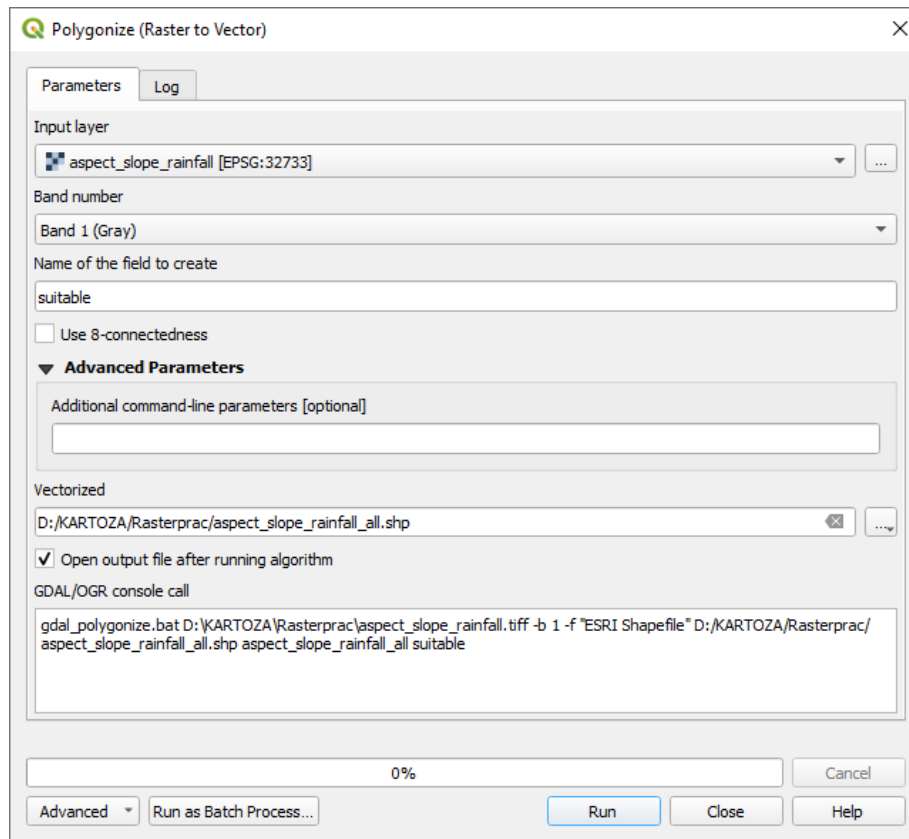 Polygonize (Raster to Vector)
Parameters
Log
Input layer
aspect_slope_rainfall [EPSG:32733]
...
Band number
Band 1 (Gray)
Name of the field to create
suitable
Use 8-connectedness
Advanced Parameters
Additional command-line parameters [optional]
Vectorized
D:/KARTOZA/Rasterprac/aspect_slope_rainfall_all.shp
...
Open output file after running algorithm
GDAL/OGR console call
gdal_polygonize.bat D:\KARTOZA\Rasterprac\aspect_slope_rainfall.tiff -b 1 -f "ESRI Shapefile" D:/KARTOZA/Rasterprac/
aspect_slope_rainfall_all.shp aspect_slope_rainfall_all suitable
0%
Cancel
Advanced
Run as Batch Process...
Run
Close
Help